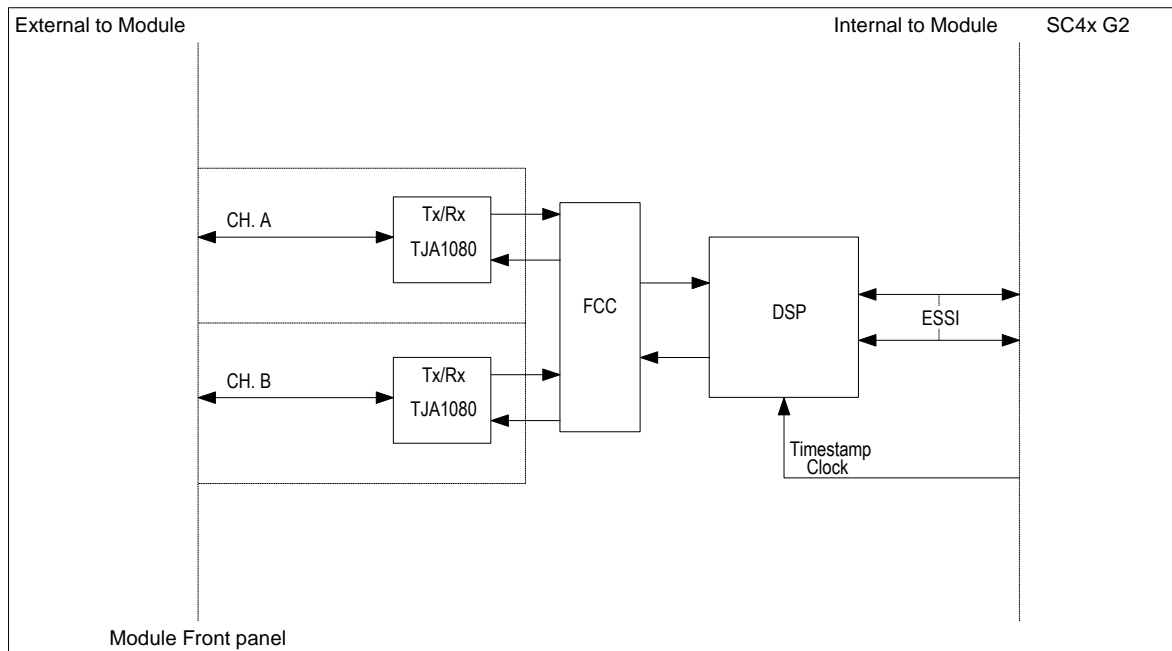 External to Module
Internal to Module
SC4x G2
CH. A
Tx/Rx
TJA1080
FCC
DSP
ESSI
CH. B
Tx/Rx
TJA1080
Timestamp
Clock
Module Front panel